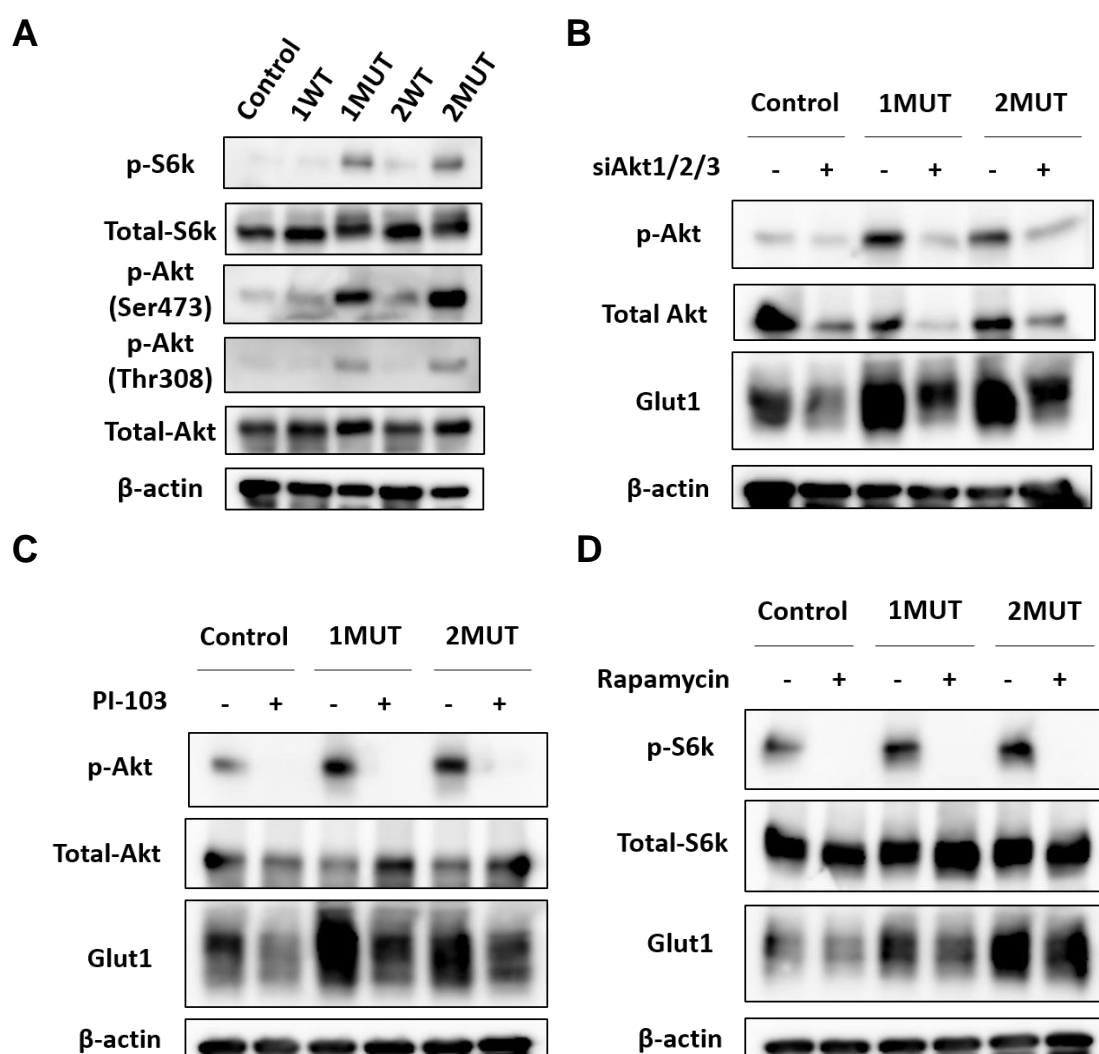 A
Control 1WT 1MUT 2WT 2MUT
p-S6k
Total-S6k
p-Akt
(Ser473)
p-Akt
(Thr308)
Total-Akt
β-actin
B
Control 1MUT 2MUT
siAkt1/2/3 - + - + - +
p-Akt
Total Akt
Glut1
β-actin
C
Control 1MUT 2MUT
PI-103 - + - + - +
p-Akt
Total-Akt
Glut1
β-actin
D
Control 1MUT 2MUT
Rapamycin - + - + - +
p-S6k
Total-S6k
Glut1
β-actin